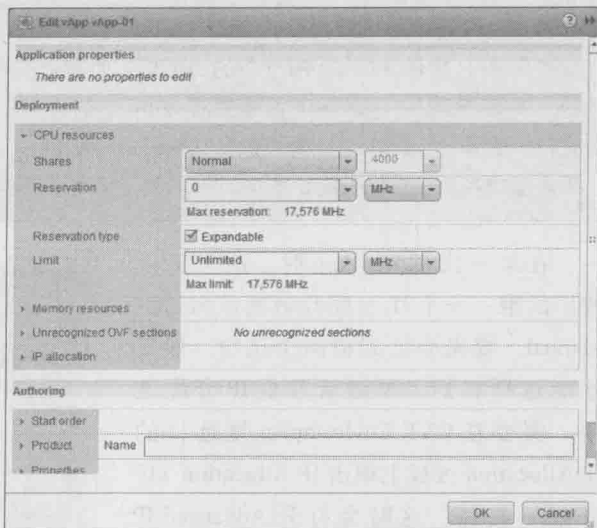 Edit vApp vApp-01
Application properties
There are no properties to edit
Deployment
CPU resources
Shares Normal 4000
Reservation 0 MHz
Max reservation: 17,576 MHz
Reservation type Expandable
Limit Unlimited MHz
Max limit: 17,576 MHz
Memory resources
Unrecognized OVF sections No unrecognized sections
IP allocation
Authoring
Start order
Product Name
Properties
OK Cancel